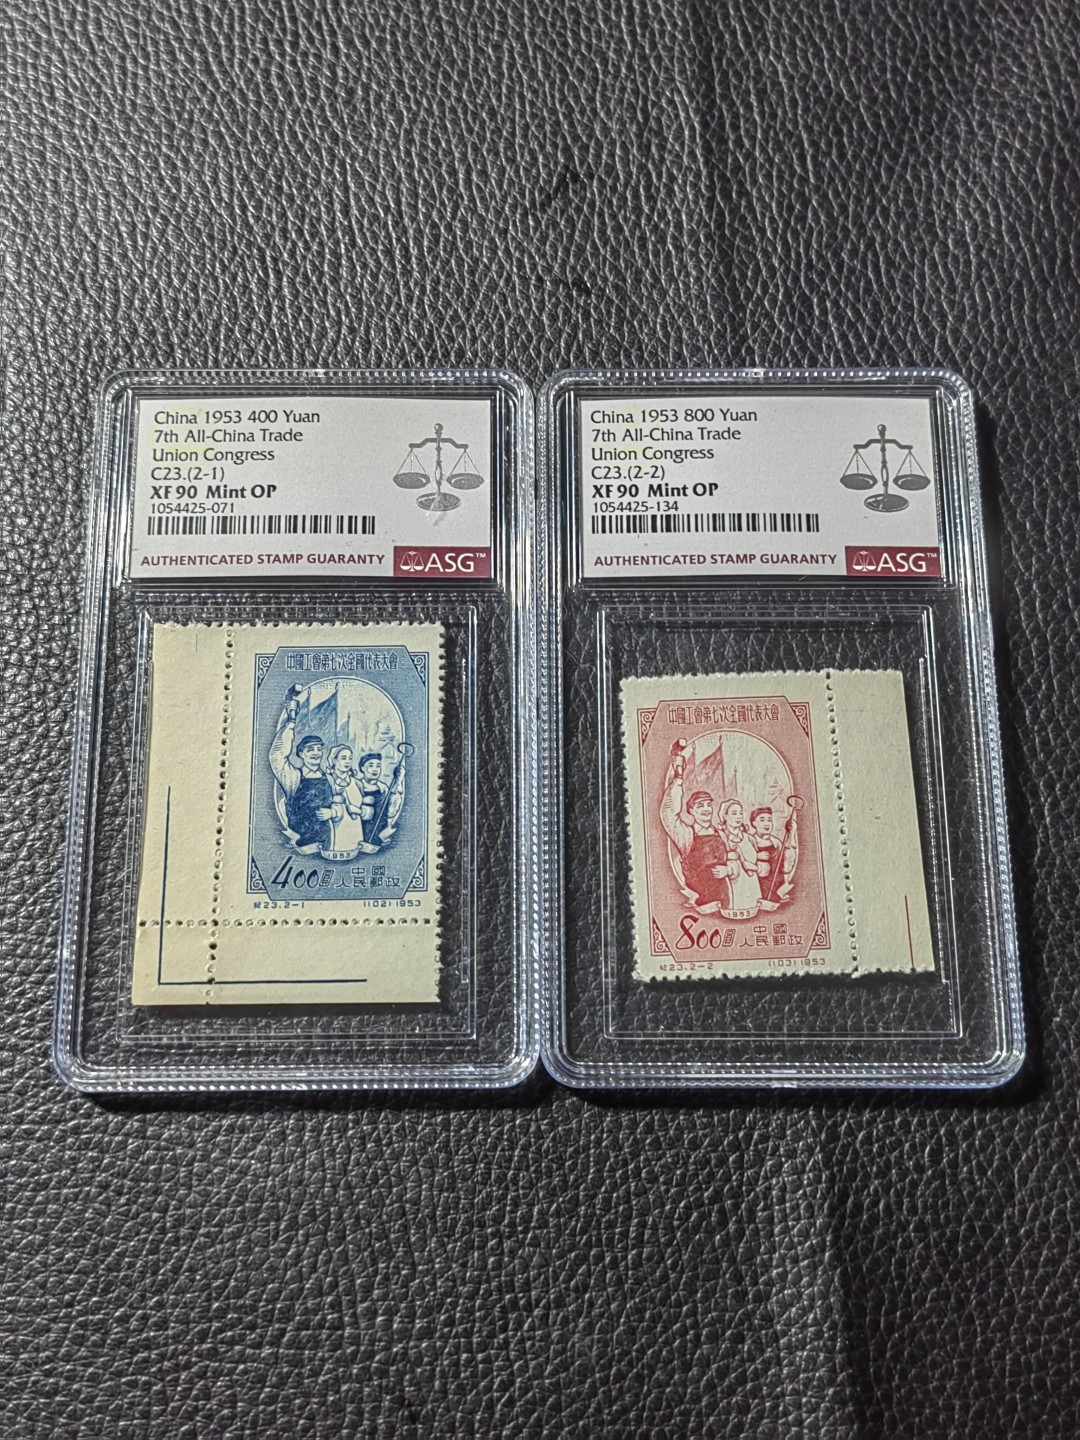 China 1953 400 Yuan
7th All-China Trade
Union Congress
C23.(2-1)
XF 90 Mint OP
1054425-071
AUTHENTICATED STAMP GUARANTY ASG™
中國工會第七次全國代表大會
1953
400圓 中國人民郵政
紀23.2-1 (102) 1953
China 1953 800 Yuan
7th All-China Trade
Union Congress
C23.(2-2)
XF 90 Mint OP
1054425-134
AUTHENTICATED STAMP GUARANTY ASG™
中國工會第七次全國代表大會
1953
800圓 中國人民郵政
紀23.2-2 (103) 1953